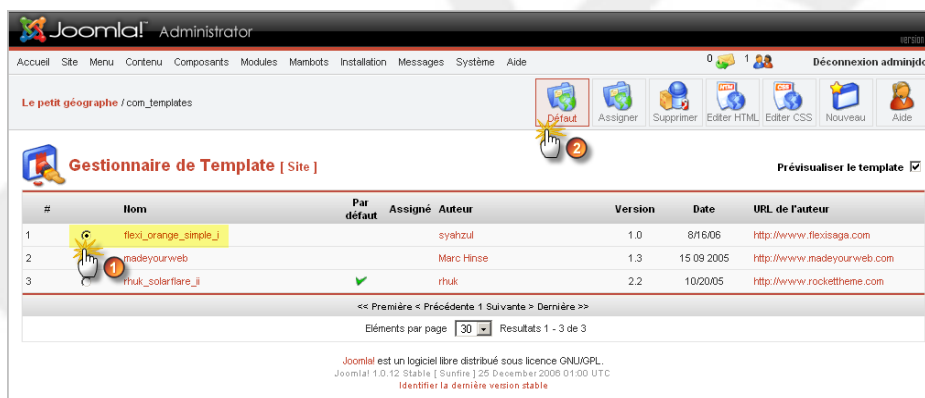 Joomla! Administrator
version
Accueil Site Menu Contenu Composants Modules Mambots Installation Messages Système Aide 0 1 Déconnexion adminjdc
Le petit géographe / com_templates
Défaut Assigner Supprimer Editer HTML Editer CSS Nouveau Aide
2
Gestionnaire de Template [ Site ]
Prévisualiser le template
# Nom Par défaut Assigné Auteur Version Date URL de l'auteur
1 flexi_orange_simple_i syahzul 1.0 8/16/06 http://www.flexisaga.com
2 madeyourweb Marc Hinse 1.3 15 09 2005 http://www.madeyourweb.com
1
3 rhuk_solarflare_ii rhuk 2.2 10/20/05 http://www.rockettheme.com
<< Première < Précédente 1 Suivante > Dernière >>
Eléments par page 30 Resultats 1 - 3 de 3
Joomla! est un logiciel libre distribué sous licence GNU/GPL.
Joomla! 1.0.12 Stable [ Sunfire ] 25 December 2006 01:00 UTC
Identifier la dernière version stable